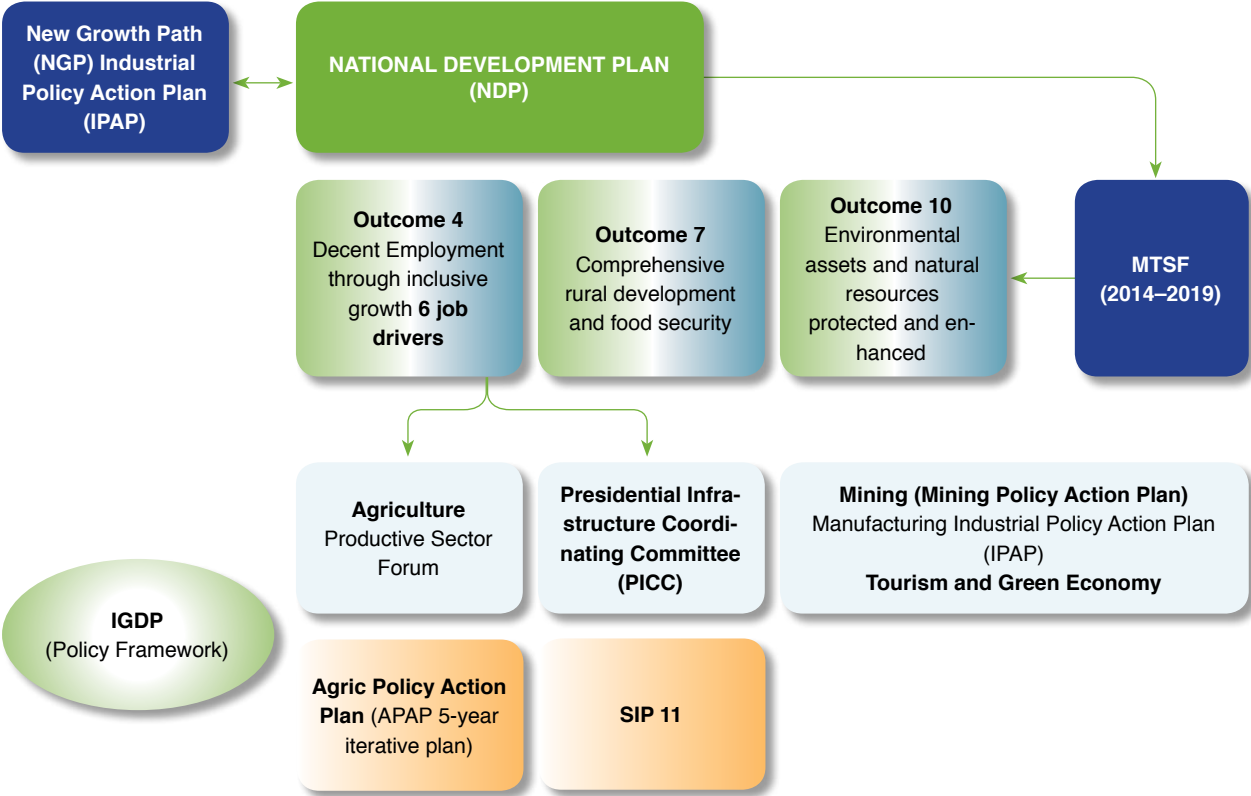 New Growth Path
(NGP) Industrial
Policy Action Plan
(IPAP)
NATIONAL DEVELOPMENT PLAN
(NDP)
Outcome 4
Decent Employment
through inclusive
growth 6 job
drivers
Outcome 7
Comprehensive
rural development
and food security
Outcome 10
Environmental
assets and natural
resources
protected and en-
hanced
MTSF
(2014–2019)
Agriculture
Productive Sector
Forum
Presidential Infra-
structure Coordi-
nating Committee
(PICC)
Mining (Mining Policy Action Plan)
Manufacturing Industrial Policy Action Plan
(IPAP)
Tourism and Green Economy
IGDP
(Policy Framework)
Agric Policy Action
Plan (APAP 5-year
iterative plan)
SIP 11